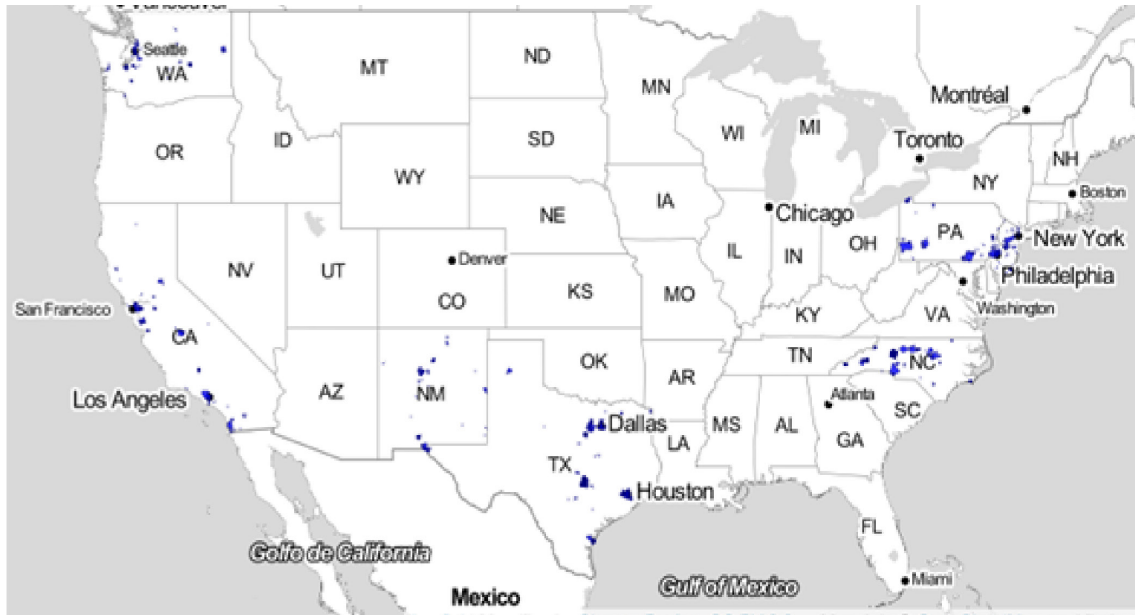 Vancouver
Seattle
WA
MT
ND
MN
Montréal
OR
ID
SD
WI
MI
Toronto
NH
WY
NY
Boston
IA
NE
Chicago
PA
New York
NV
UT
Denver
IL
IN
OH
Philadelphia
CO
KS
MO
Washington
San Francisco
KY
VA
CA
TN
NC
OK
AR
Los Angeles
AZ
NM
Atlanta
SC
Dallas
MS
AL
GA
LA
TX
Houston
FL
Golfo de California
Gulf of Mexico
Miami
Mexico